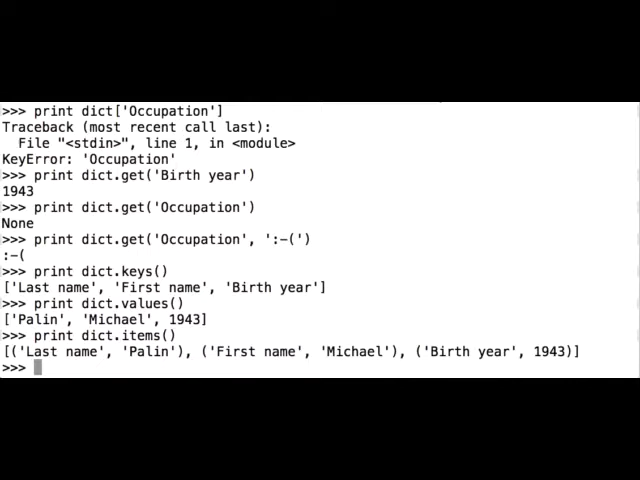 >>> print dict['Occupation']
Traceback (most recent call last):
  File "<stdin>", line 1, in <module>
KeyError: 'Occupation'
>>> print dict.get('Birth year')
1943
>>> print dict.get('Occupation')
None
>>> print dict.get('Occupation', ':-(')
:-(
>>> print dict.keys()
['Last name', 'First name', 'Birth year']
>>> print dict.values()
['Palin', 'Michael', 1943]
>>> print dict.items()
[('Last name', 'Palin'), ('First name', 'Michael'), ('Birth year', 1943)]
>>>